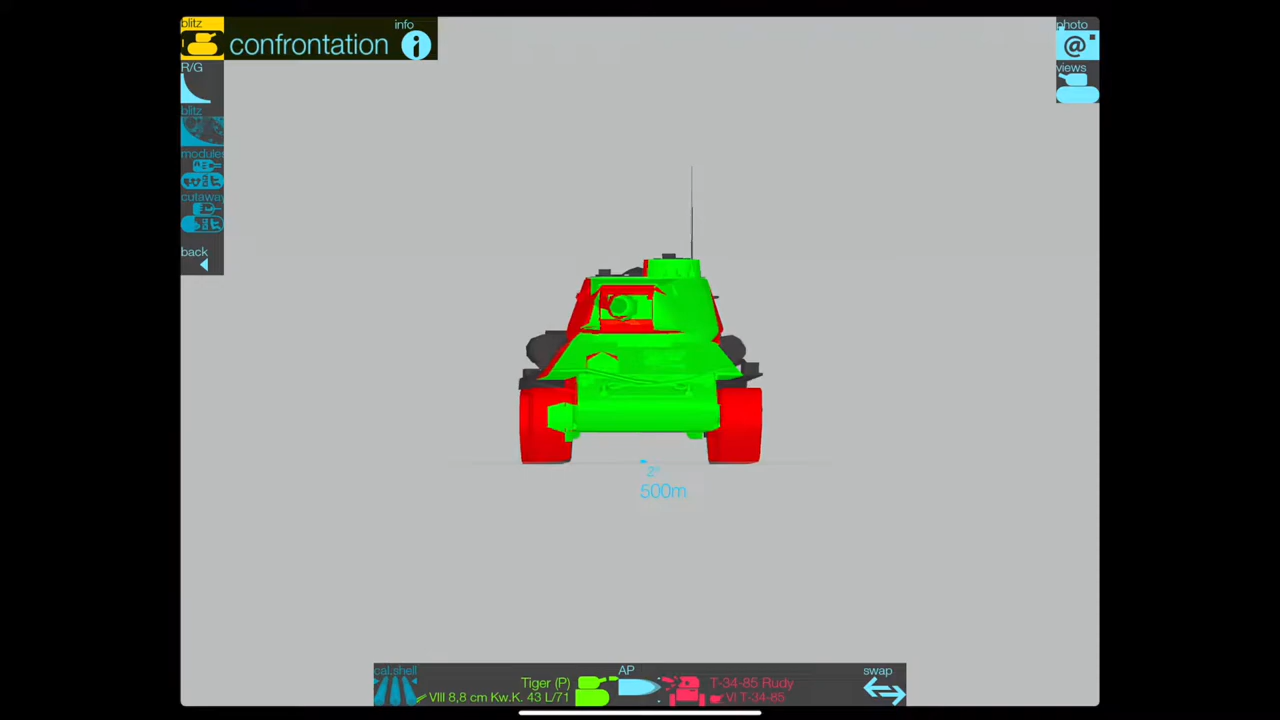 blitz
confrontation
info
photo
@
R/G
views
blitz
modules
cutaway
back
2°
500m
cal.shell
Tiger (P)
VIII 8,8 cm Kw.K. 43 L/71
AP
T-34-85 Rudy
VI T-34-85
swap